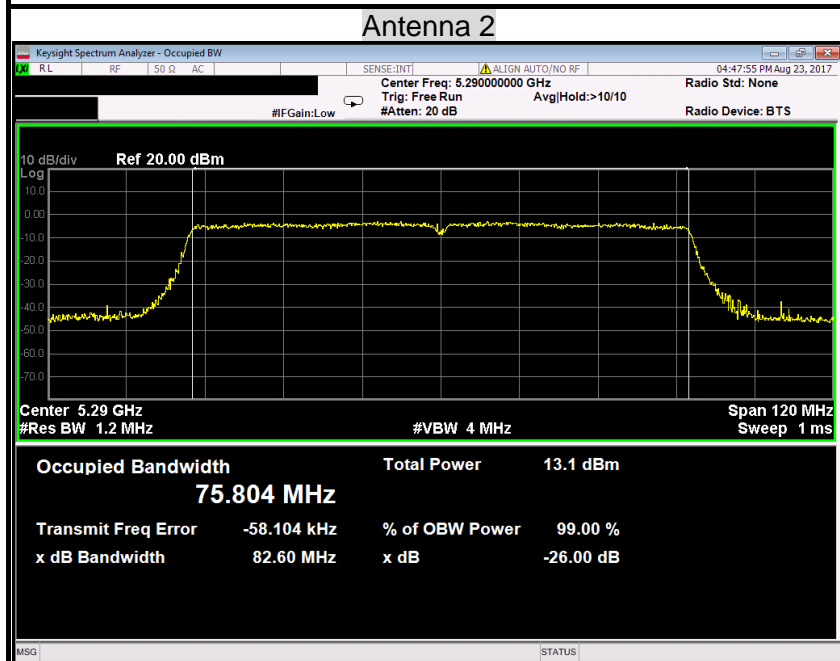 Antenna 2
Keysight Spectrum Analyzer - Occupied BW
LXI RL RF 50 Ω AC SENSE:INT ALIGN AUTO/NO RF 04:47:55 PM Aug 23, 2017
Center Freq: 5.290000000 GHz Radio Std: None
Trig: Free Run Avg|Hold:>10/10
#IFGain:Low #Atten: 20 dB Radio Device: BTS
10 dB/div Ref 20.00 dBm
Log
10.0
0.00
-10.0
-20.0
-30.0
-40.0
-50.0
-60.0
-70.0
Center 5.29 GHz Span 120 MHz
#Res BW 1.2 MHz #VBW 4 MHz Sweep 1 ms
Occupied Bandwidth Total Power 13.1 dBm
75.804 MHz
Transmit Freq Error -58.104 kHz % of OBW Power 99.00 %
x dB Bandwidth 82.60 MHz x dB -26.00 dB
MSG STATUS